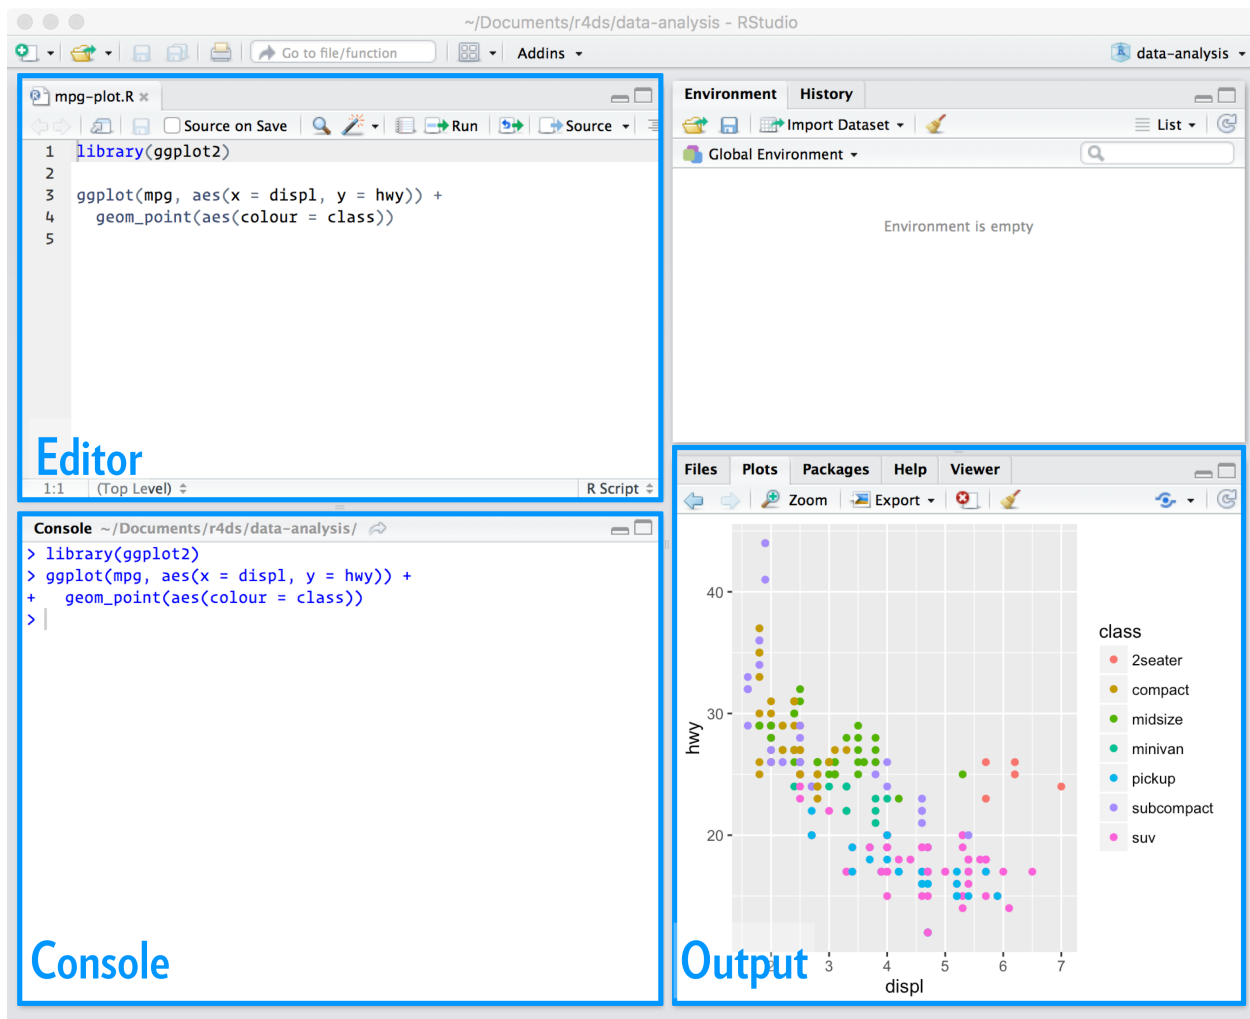 ~/Documents/r4ds/data-analysis - RStudio
Go to file/function
Addins
data-analysis
mpg-plot.R
Source on Save
Run
Source
1 library(ggplot2)
2
3 ggplot(mpg, aes(x = displ, y = hwy)) +
4   geom_point(aes(colour = class))
5
Editor
1:1 (Top Level) R Script
Console ~/Documents/r4ds/data-analysis/
> library(ggplot2)
> ggplot(mpg, aes(x = displ, y = hwy)) +
+   geom_point(aes(colour = class))
>
Console
Environment History
Import Dataset
List
Global Environment
Environment is empty
Files Plots Packages Help Viewer
Zoom Export
40
30
20
hwy
2 3 4 5 6 7
displ
class
2seater
compact
midsize
minivan
pickup
subcompact
suv
Output